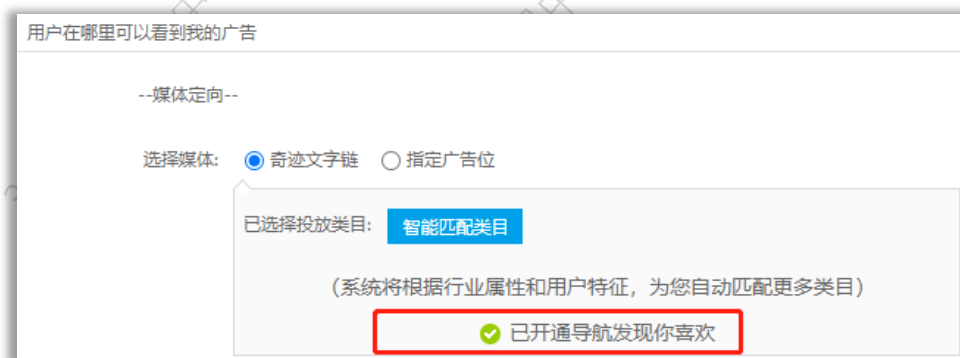 用户在哪里可以看到我的广告
--媒体定向--
选择媒体: 奇迹文字链 指定广告位
已选择投放类目: 智能匹配类目
(系统将根据行业属性和用户特征，为您自动匹配更多类目)
已开通导航发现你喜欢